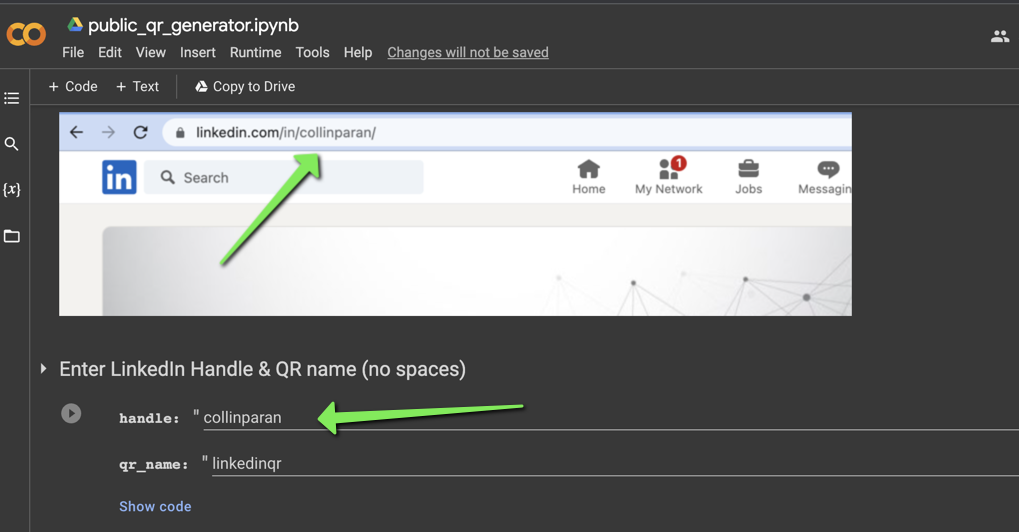 public_qr_generator.ipynb
File Edit View Insert Runtime Tools Help Changes will not be saved
+ Code + Text Copy to Drive
{x}
linkedin.com/in/collinparan/
in Search
1
Home My Network Jobs Messagin
Enter LinkedIn Handle & QR name (no spaces)
handle: " collinparan
qr_name: " linkedinqr
Show code